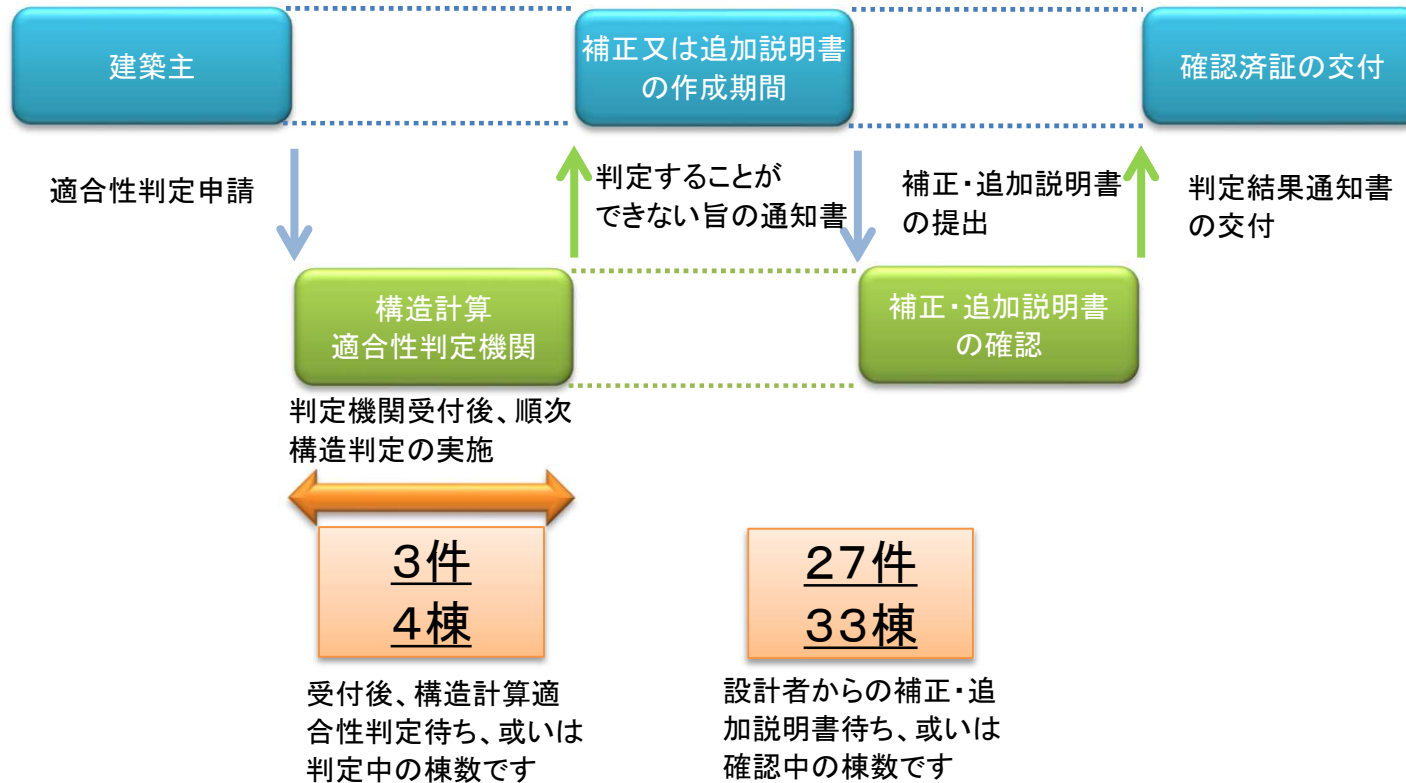 建築主
補正又は追加説明書
の作成期間
確認済証の交付
適合性判定申請
判定することが
できない旨の通知書
補正・追加説明書
の提出
判定結果通知書
の交付
構造計算
適合性判定機関
補正・追加説明書
の確認
判定機関受付後、順次
構造判定の実施
3件
4棟
27件
33棟
受付後、構造計算適
合性判定待ち、或いは
判定中の棟数です
設計者からの補正・追
加説明書待ち、或いは
確認中の棟数です